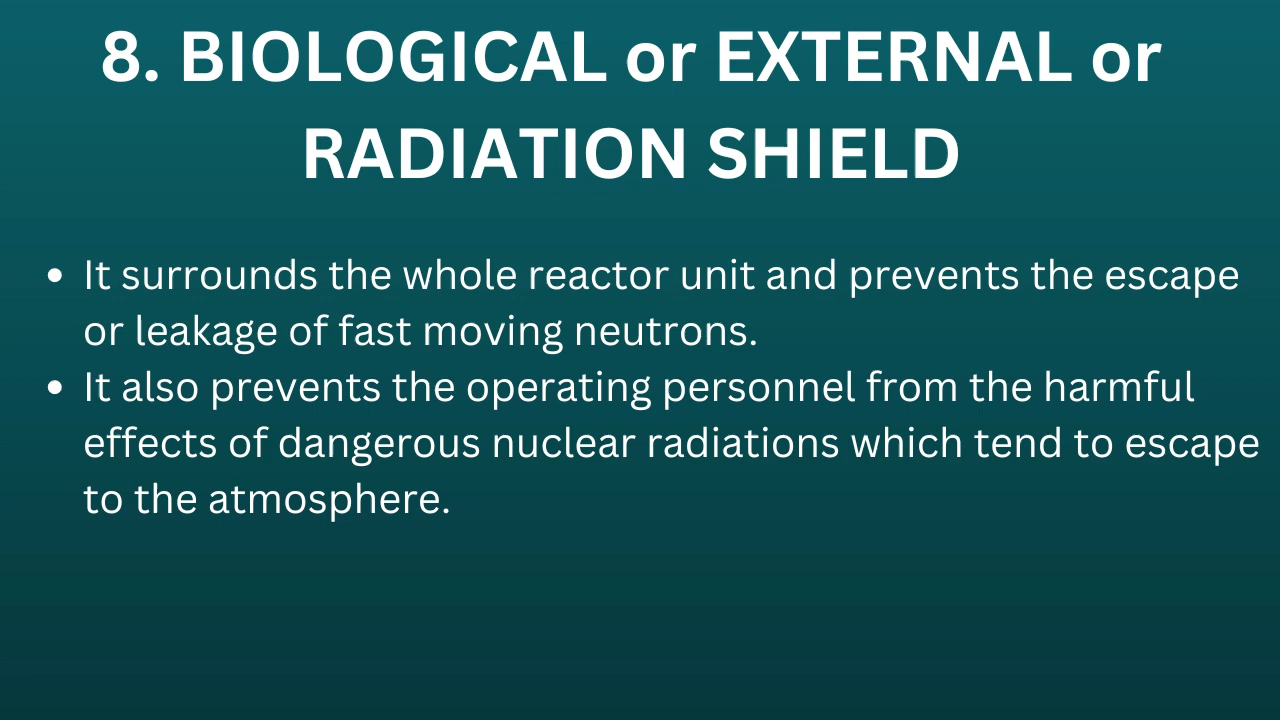 8. BIOLOGICAL or EXTERNAL or
RADIATION SHIELD
• It surrounds the whole reactor unit and prevents the escape
or leakage of fast moving neutrons.
• It also prevents the operating personnel from the harmful
effects of dangerous nuclear radiations which tend to escape
to the atmosphere.